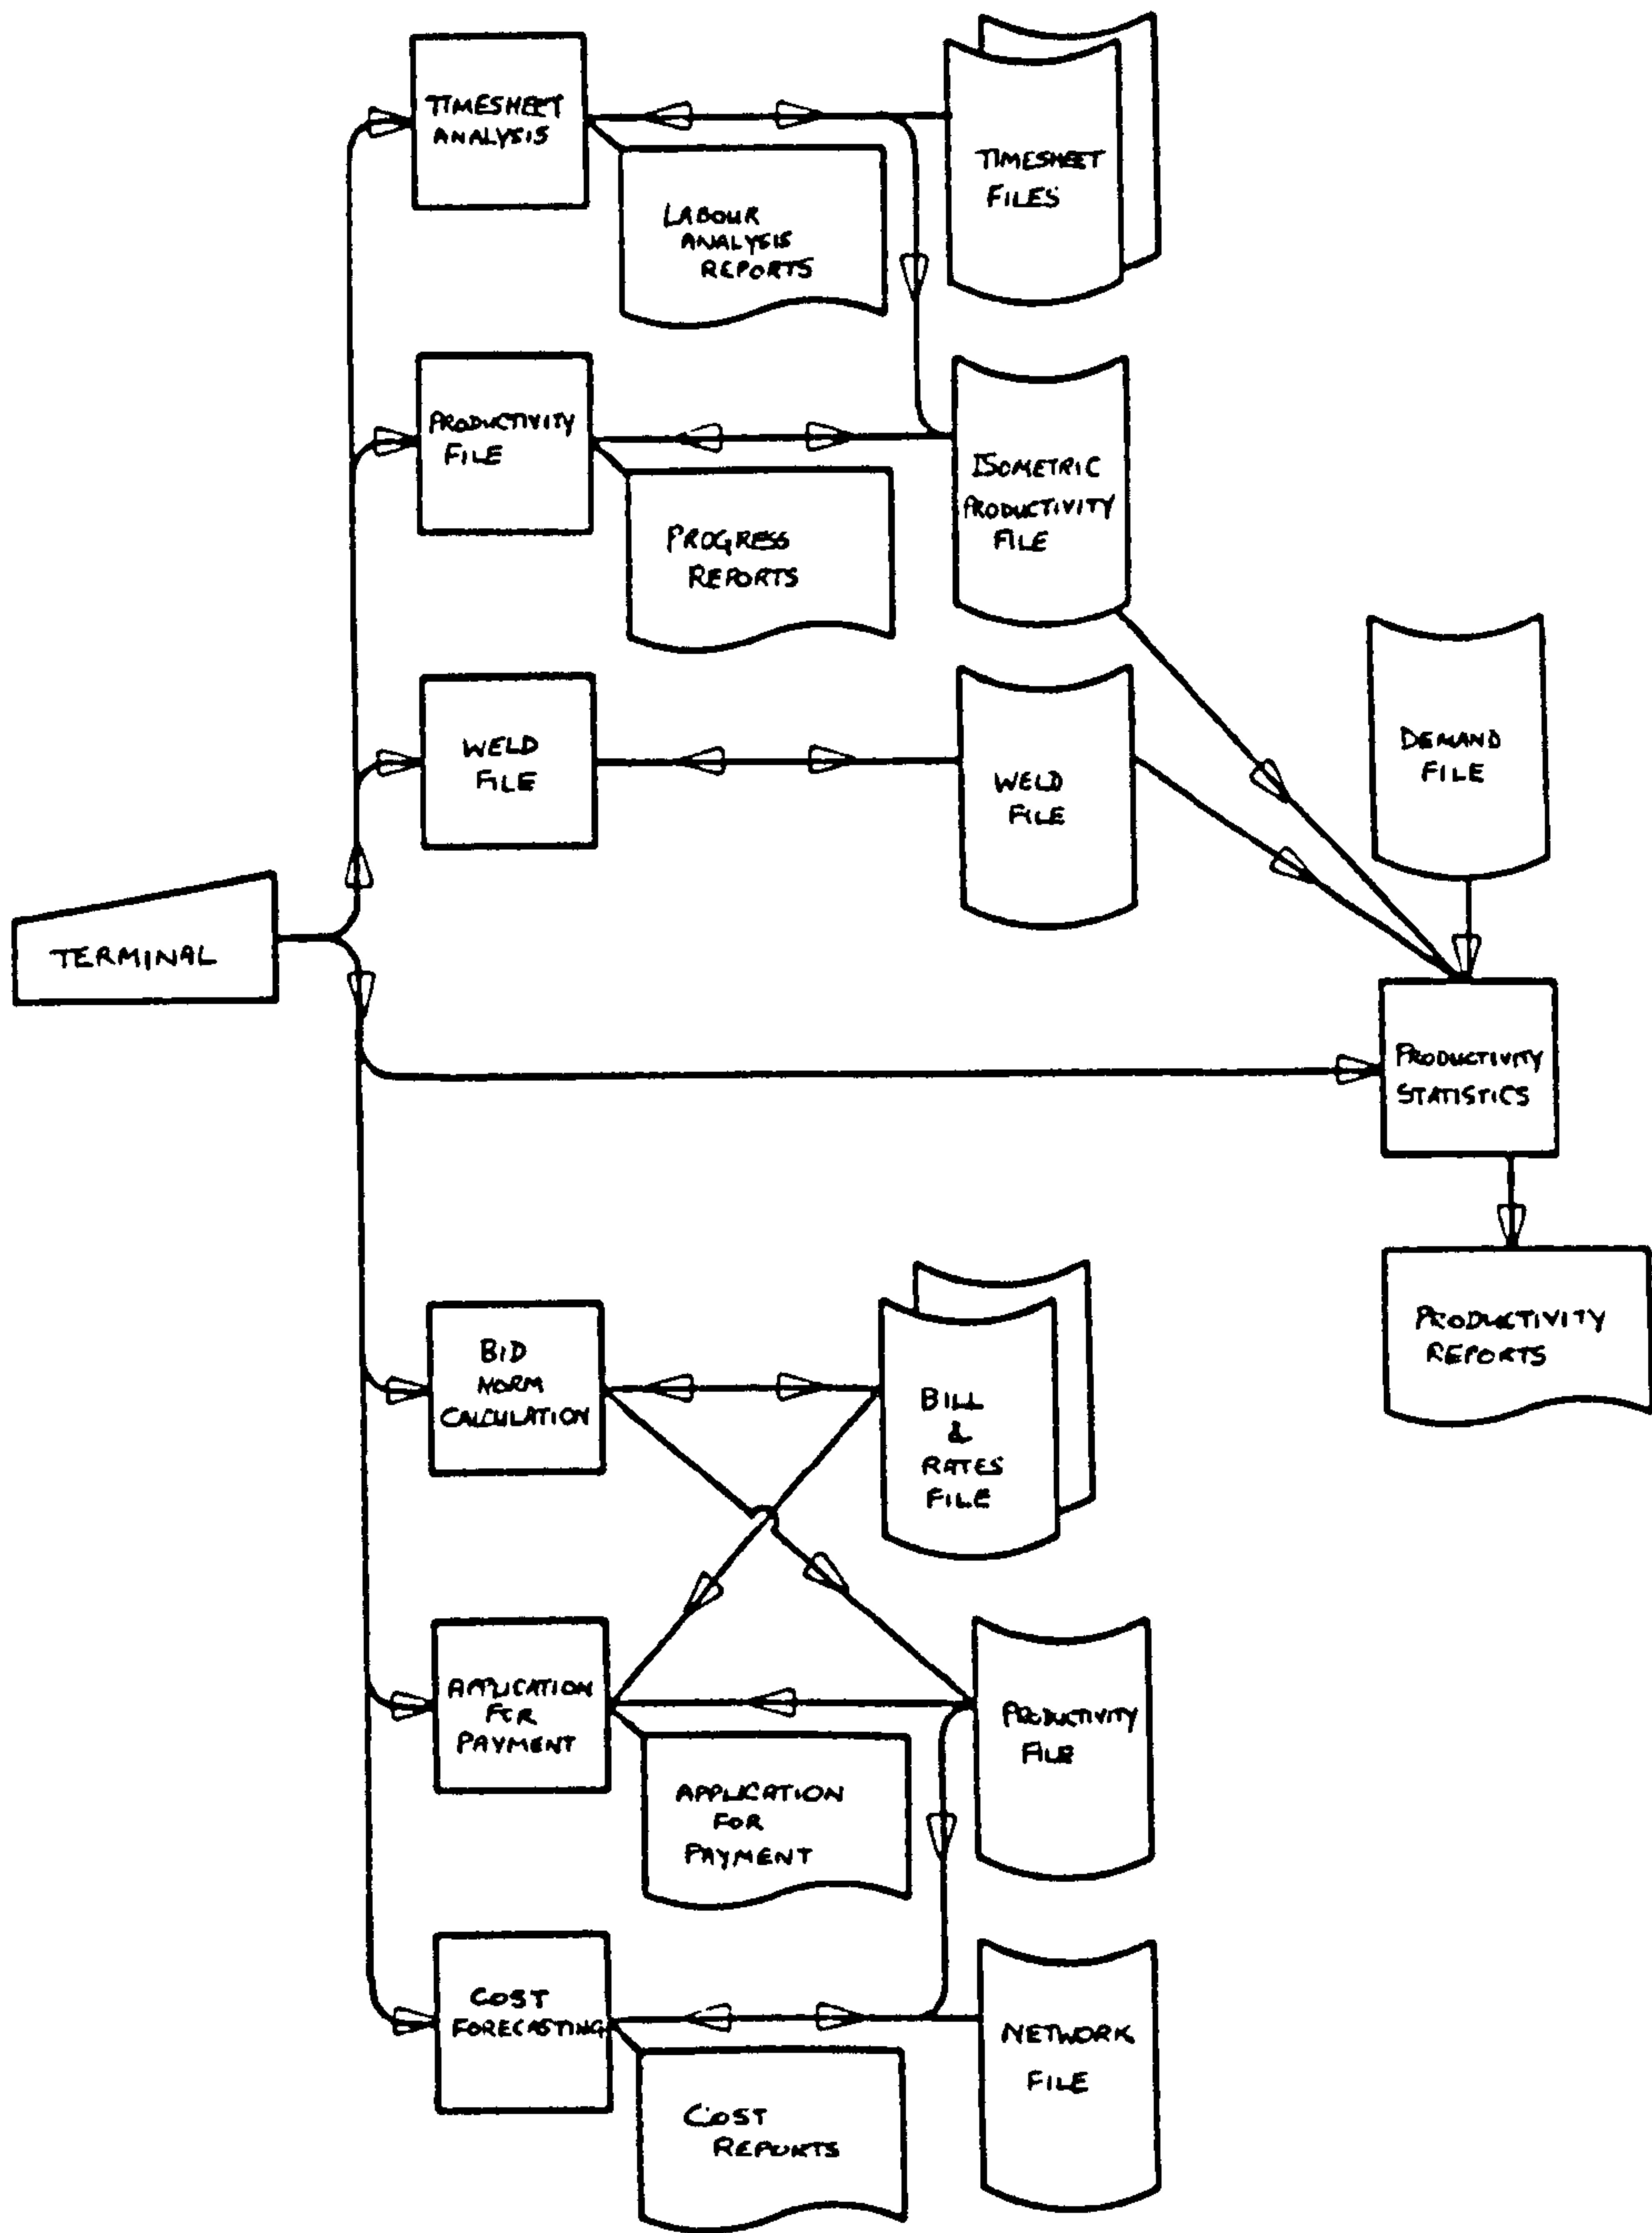 TIMESHEET
ANALYSIS
TIMESHEET
FILES
LABOUR
ANALYSIS
REPORTS
PRODUCTIVITY
FILE
ISOMETRIC
PRODUCTIVITY
FILE
PROGRESS
REPORTS
WELD
FILE
WELD
FILE
DEMAND
FILE
TERMINAL
PRODUCTIVITY
STATISTICS
PRODUCTIVITY
REPORTS
BID
NORM
CALCULATION
BILL
&
RATES
FILE
APPLICATION
FOR
PAYMENT
PRODUCTIVITY
FILE
APPLICATION
FOR
PAYMENT
COST
FORECASTING
NETWORK
FILE
COST
REPORTS